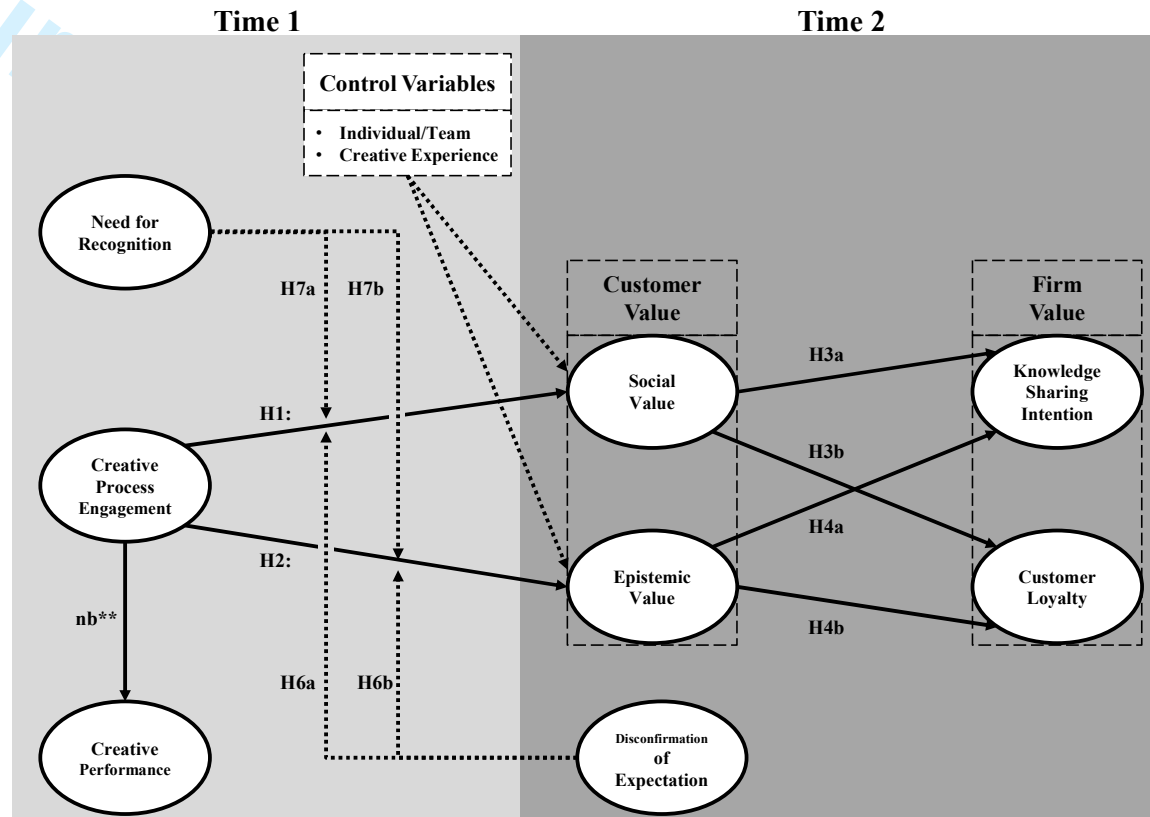 Time 1
Time 2
Control Variables
• Individual/Team
• Creative Experience
Need for
Recognition
H7a
H7b
Customer
Value
Firm
Value
H1:
Social
Value
H3a
Knowledge
Sharing
Intention
Creative
Process
Engagement
H3b
H4a
H2:
Epistemic
Value
Customer
Loyalty
nb**
H4b
H6a
H6b
Creative
Performance
Disconfirmation
of
Expectation